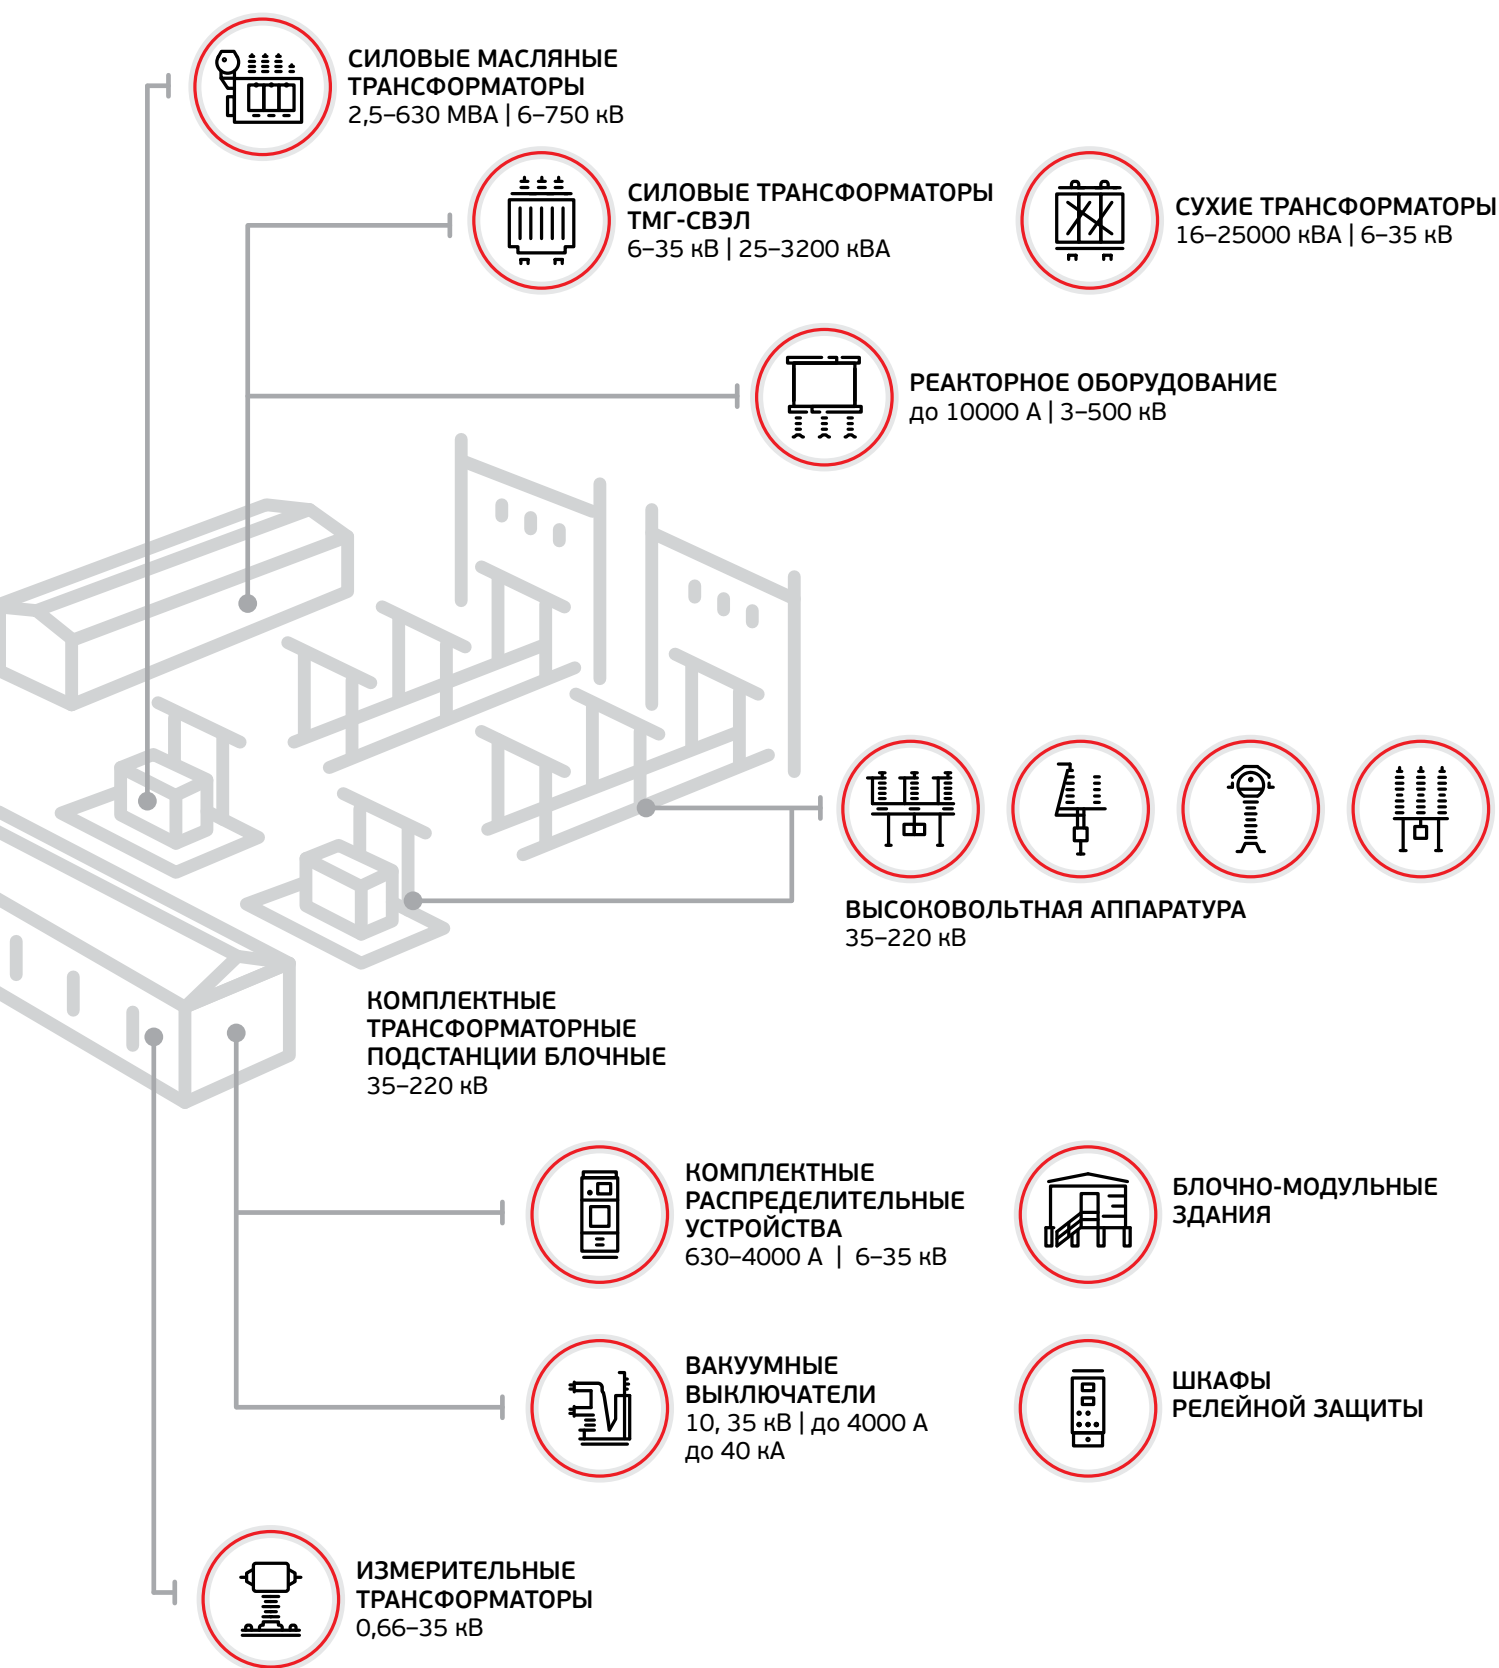 СИЛОВЫЕ МАСЛЯНЫЕ
ТРАНСФОРМАТОРЫ
2,5–630 МВА | 6–750 кВ
СИЛОВЫЕ ТРАНСФОРМАТОРЫ
ТМГ-СВЭЛ
6–35 кВ | 25–3200 кВА
СУХИЕ ТРАНСФОРМАТОРЫ
16–25000 кВА | 6–35 кВ
РЕАКТОРНОЕ ОБОРУДОВАНИЕ
до 10000 А | 3–500 кВ
ВЫСОКОВОЛЬТНАЯ АППАРАТУРА
35–220 кВ
КОМПЛЕКТНЫЕ
ТРАНСФОРМАТОРНЫЕ
ПОДСТАНЦИИ БЛОЧНЫЕ
35–220 кВ
КОМПЛЕКТНЫЕ
РАСПРЕДЕЛИТЕЛЬНЫЕ
УСТРОЙСТВА
630–4000 А | 6–35 кВ
БЛОЧНО-МОДУЛЬНЫЕ
ЗДАНИЯ
ВАКУУМНЫЕ
ВЫКЛЮЧАТЕЛИ
10, 35 кВ | до 4000 А
до 40 кА
ШКАФЫ
РЕЛЕЙНОЙ ЗАЩИТЫ
ИЗМЕРИТЕЛЬНЫЕ
ТРАНСФОРМАТОРЫ
0,66–35 кВ